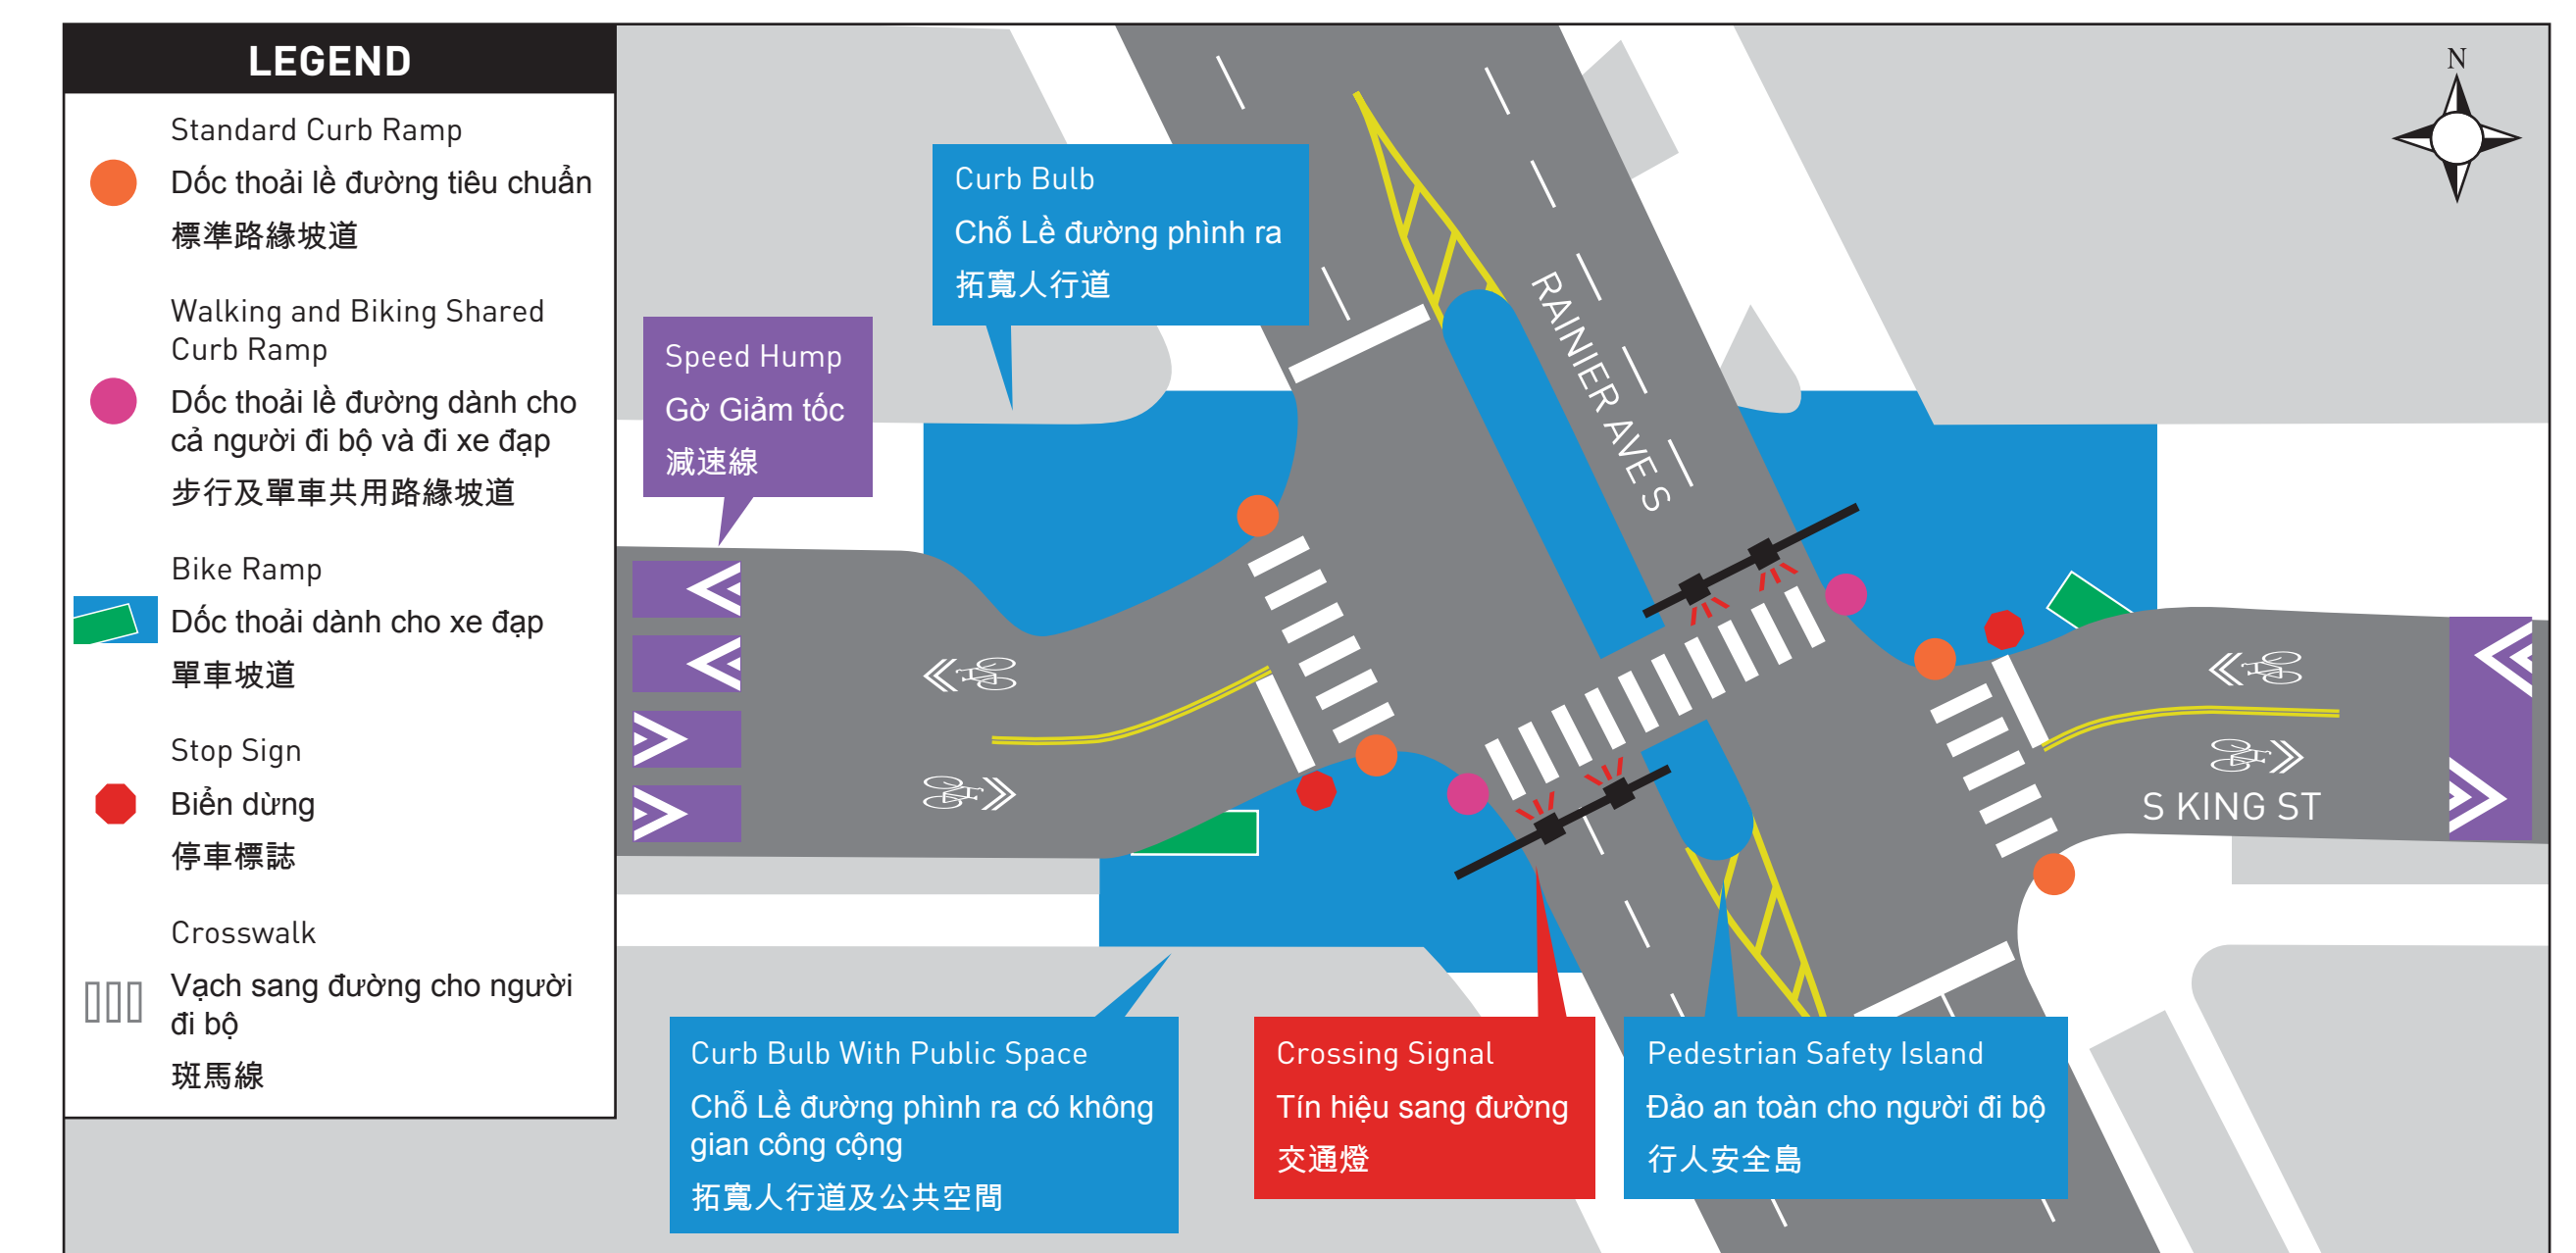 LEGEND
Standard Curb Ramp
Dốc thoải lề đường tiêu chuẩn
標準路緣坡道
Walking and Biking Shared
Curb Ramp
Dốc thoải lề đường dành cho
cả người đi bộ và đi xe đạp
步行及單車共用路緣坡道
Bike Ramp
Dốc thoải dành cho xe đạp
單車坡道
Stop Sign
Biển dừng
停車標誌
Crosswalk
Vạch sang đường cho người
đi bộ
斑馬線
Speed Hump
Gờ Giảm tốc
減速線
Curb Bulb
Chỗ Lề đường phình ra
拓寬人行道
RAINIER AVE S
N
S KING ST
Curb Bulb With Public Space
Chỗ Lề đường phình ra có không
gian công cộng
拓寬人行道及公共空間
Crossing Signal
Tín hiệu sang đường
交通燈
Pedestrian Safety Island
Đảo an toàn cho người đi bộ
行人安全島